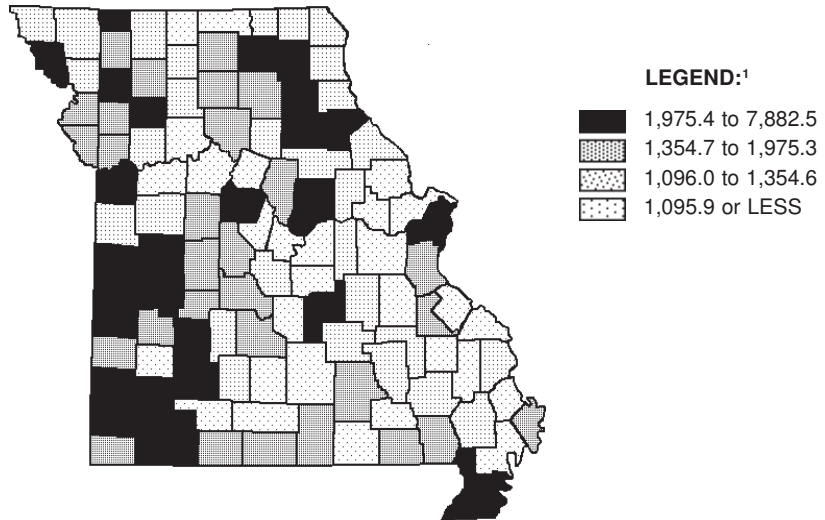 LEGEND:¹
1,975.4 to 7,882.5
1,354.7 to 1,975.3
1,096.0 to 1,354.6
1,095.9 or LESS